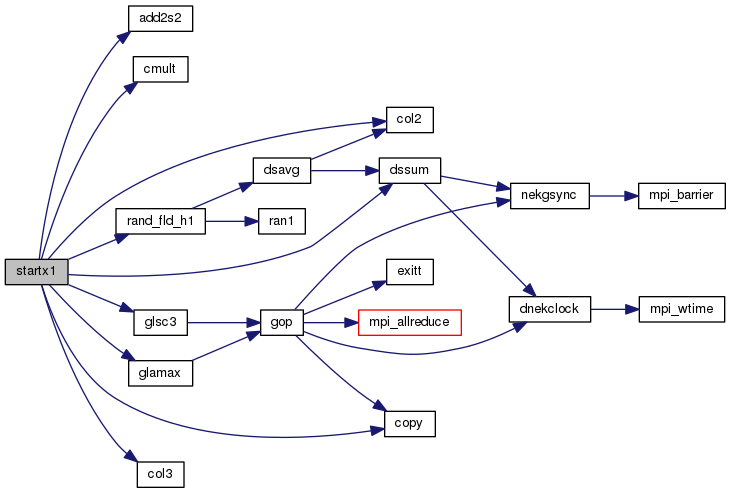 add2s2
cmult
col2
dsavg
dssum
nekgsync
mpi_barrier
rand_fld_h1
ran1
startx1
exitt
dnekclock
mpi_wtime
glsc3
gop
mpi_allreduce
glamax
copy
col3